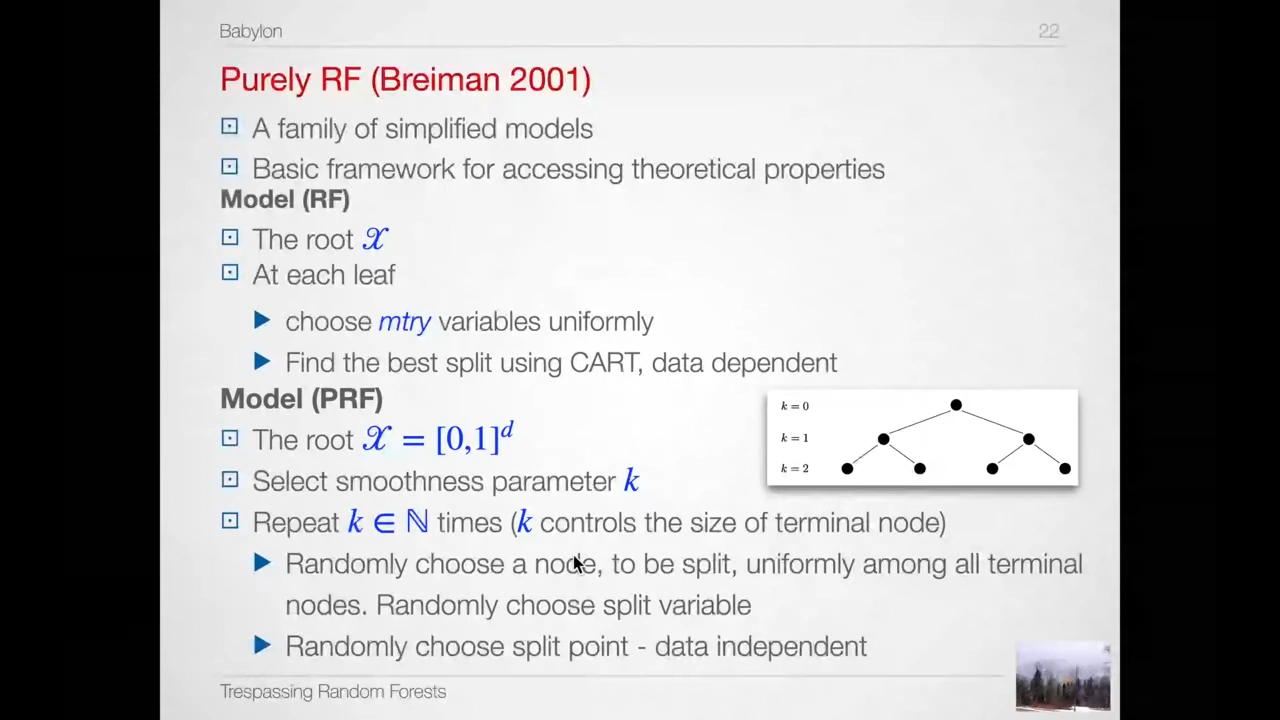 Babylon 22
Purely RF (Breiman 2001)
A family of simplified models
Basic framework for accessing theoretical properties
Model (RF)
The root 𝒳
At each leaf
choose mtry variables uniformly
Find the best split using CART, data dependent
Model (PRF)
The root 𝒳 = [0,1]^d
Select smoothness parameter k
Repeat k ∈ ℕ times (k controls the size of terminal node)
Randomly choose a node, to be split, uniformly among all terminal
nodes. Randomly choose split variable
Randomly choose split point - data independent
k = 0
k = 1
k = 2
Trespassing Random Forests